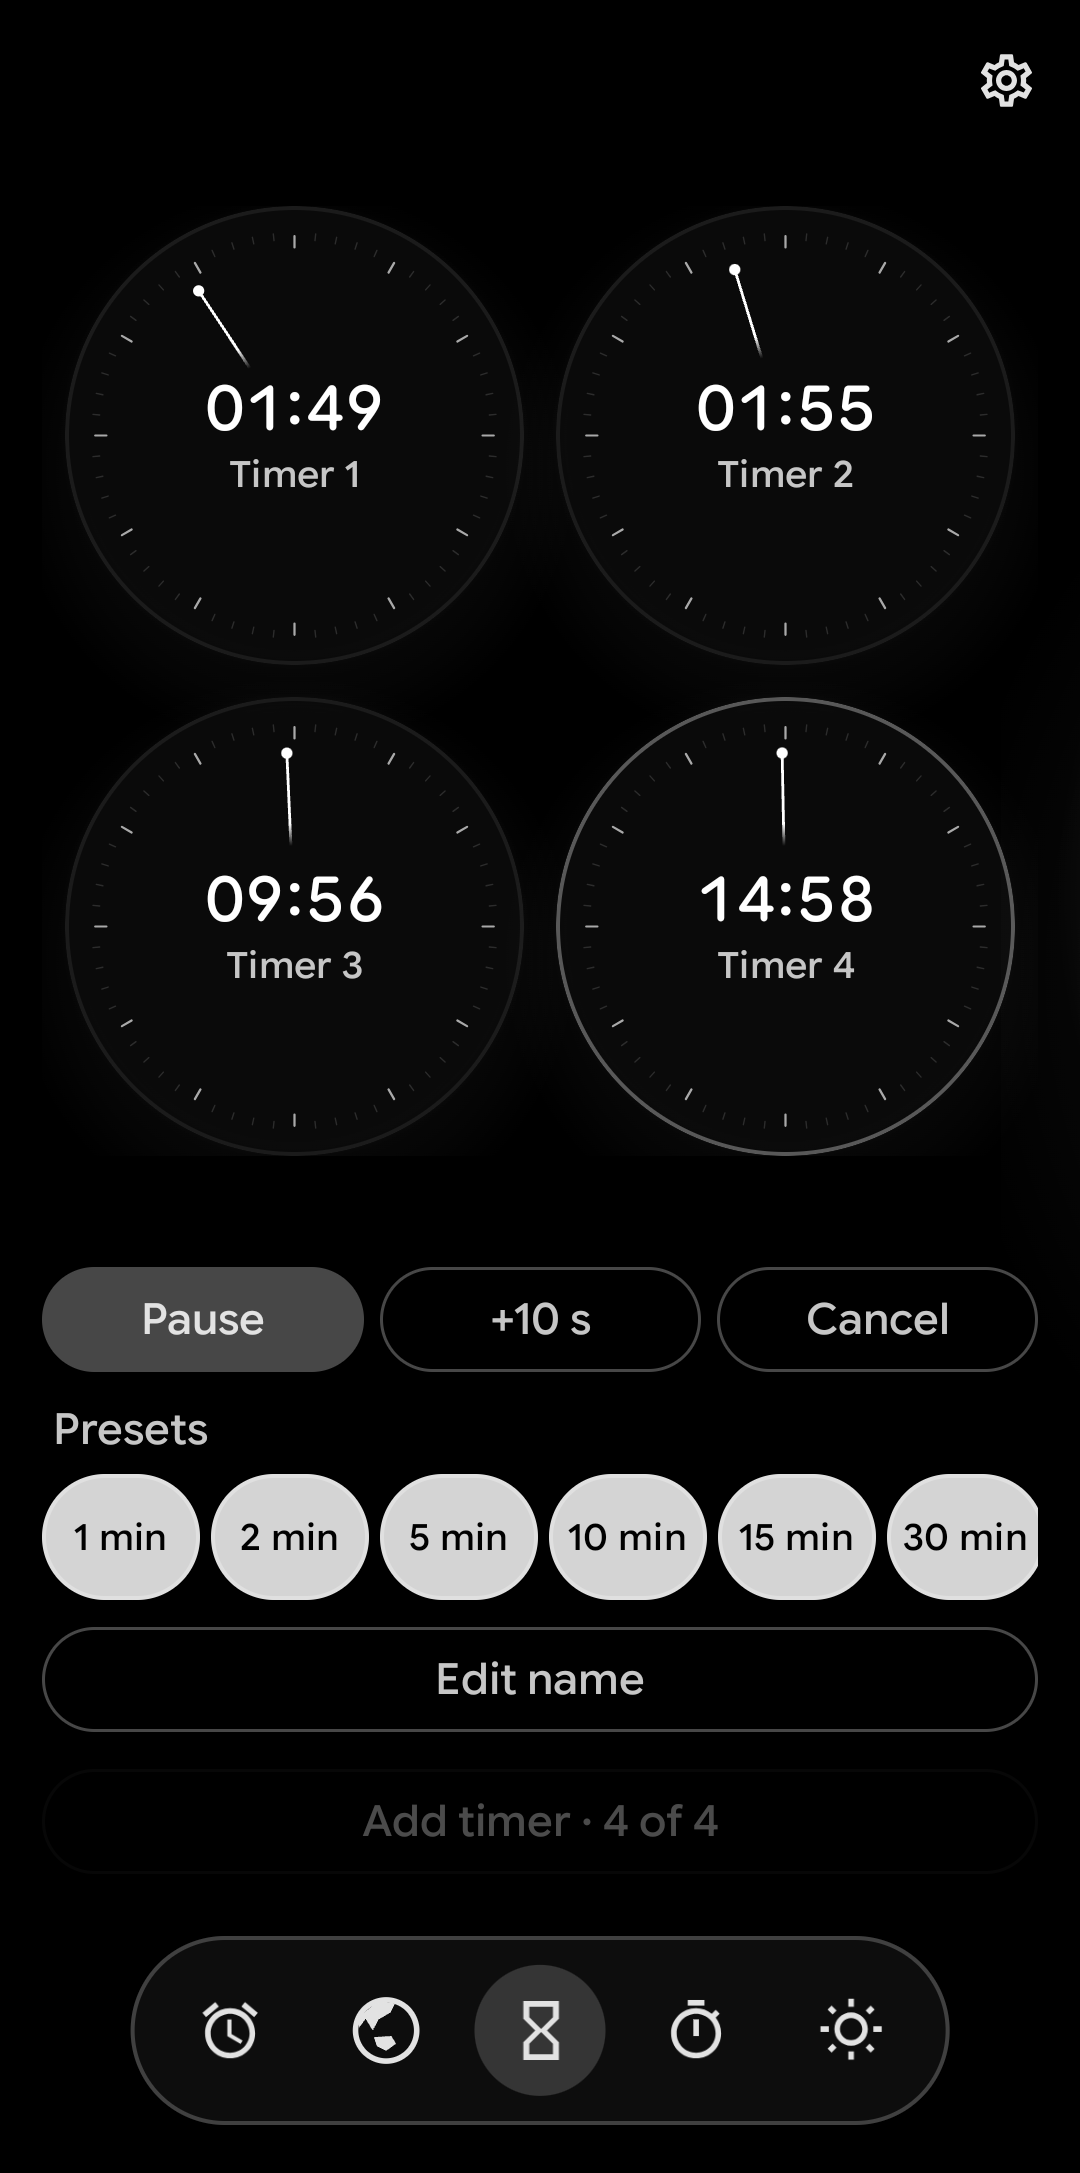 01:49
Timer 1
01:55
Timer 2
09:56
Timer 3
14:58
Timer 4
Pause
+10 s
Cancel
Presets
1 min
2 min
5 min
10 min
15 min
30 min
Edit name
Add timer · 4 of 4